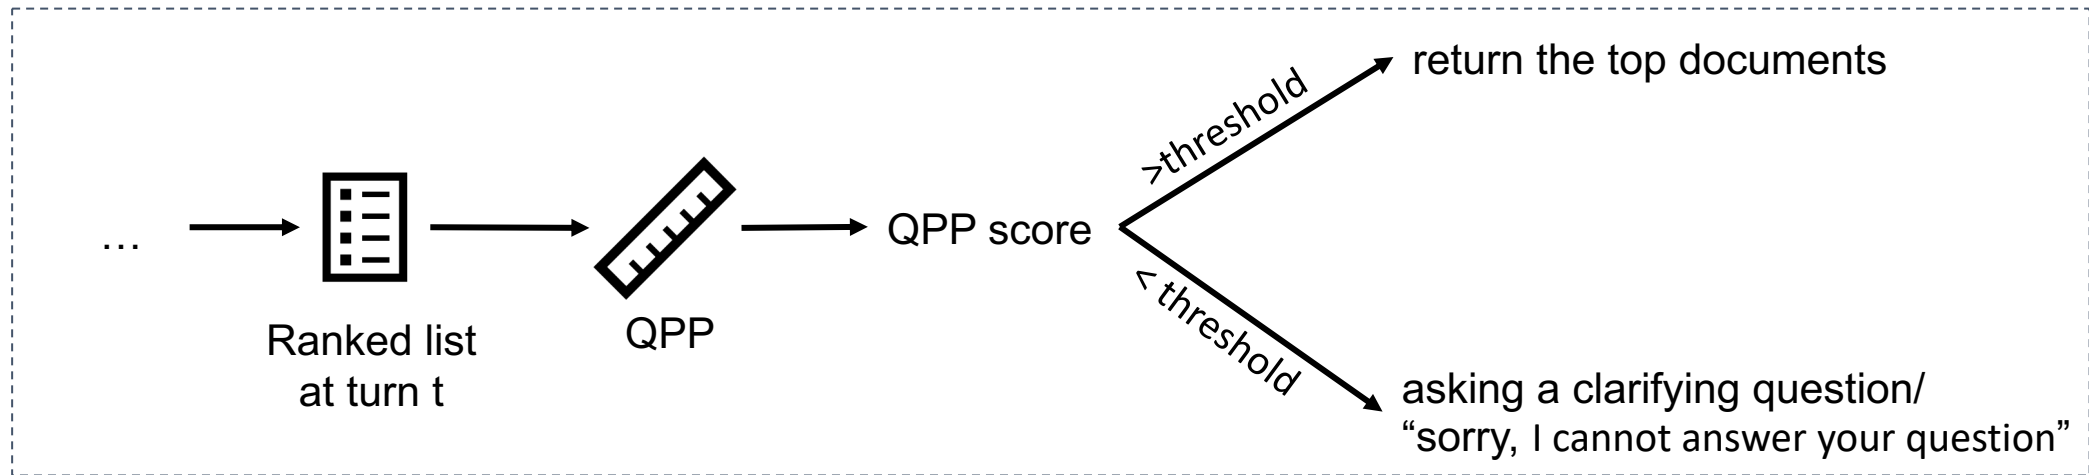 ...
Ranked list
at turn t
QPP
QPP score
>threshold
return the top documents
< threshold
asking a clarifying question/
“sorry, I cannot answer your question”